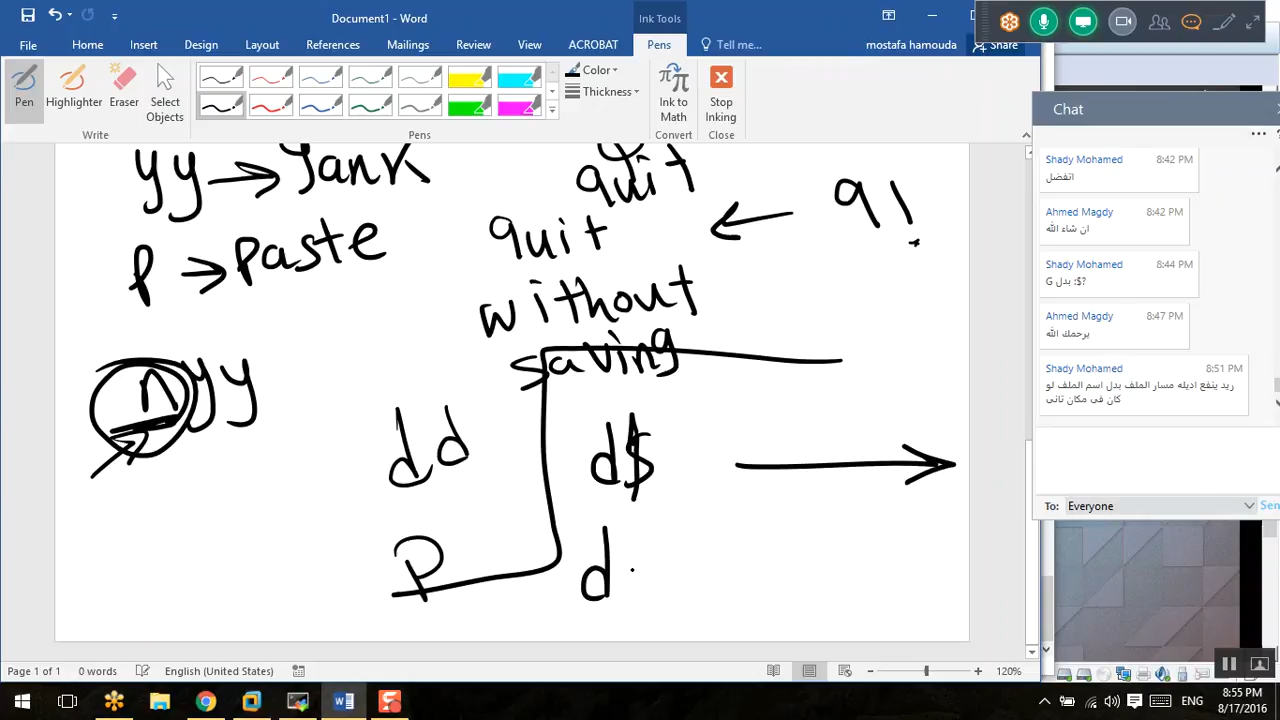 Document1 - Word
Ink Tools
File
Home
Insert
Design
Layout
References
Mailings
Review
View
ACROBAT
Pens
Tell me...
mostafa hamouda
Share
Pen
Highlighter
Eraser
Select Objects
Color
Thickness
Ink to Math
Stop Inking
Write
Pens
Convert
Close
yy → yank
quit
p → paste
quit without saving ← q!
nyy
dd
d$ →
P
d
Chat
Shady Mohamed 8:42 PM
اتفضل
Ahmed Magdy 8:42 PM
ان شاء الله
Shady Mohamed 8:44 PM
$: بدل G?
Ahmed Magdy 8:47 PM
يرحمك الله
Shady Mohamed 8:51 PM
ريد ينفع اديله مسار الملف بدل اسم الملف لو
كان فى مكان تانى
To: Everyone
Sen
Page 1 of 1
0 words
English (United States)
120%
ENG
8:55 PM
8/17/2016